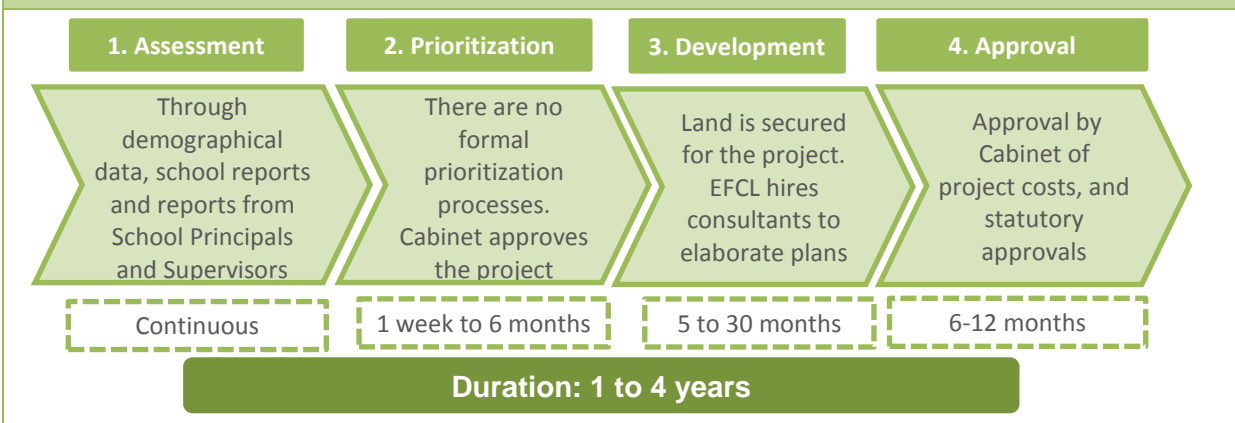 1. Assessment
2. Prioritization
3. Development
4. Approval
Through
demographical
data, school reports
and reports from
School Principals
and Supervisors
There are no
formal
prioritization
processes.
Cabinet approves
the project
Land is secured
for the project.
EFCL hires
consultants to
elaborate plans
Approval by
Cabinet of
project costs, and
statutory
approvals
Continuous
1 week to 6 months
5 to 30 months
6-12 months
Duration: 1 to 4 years